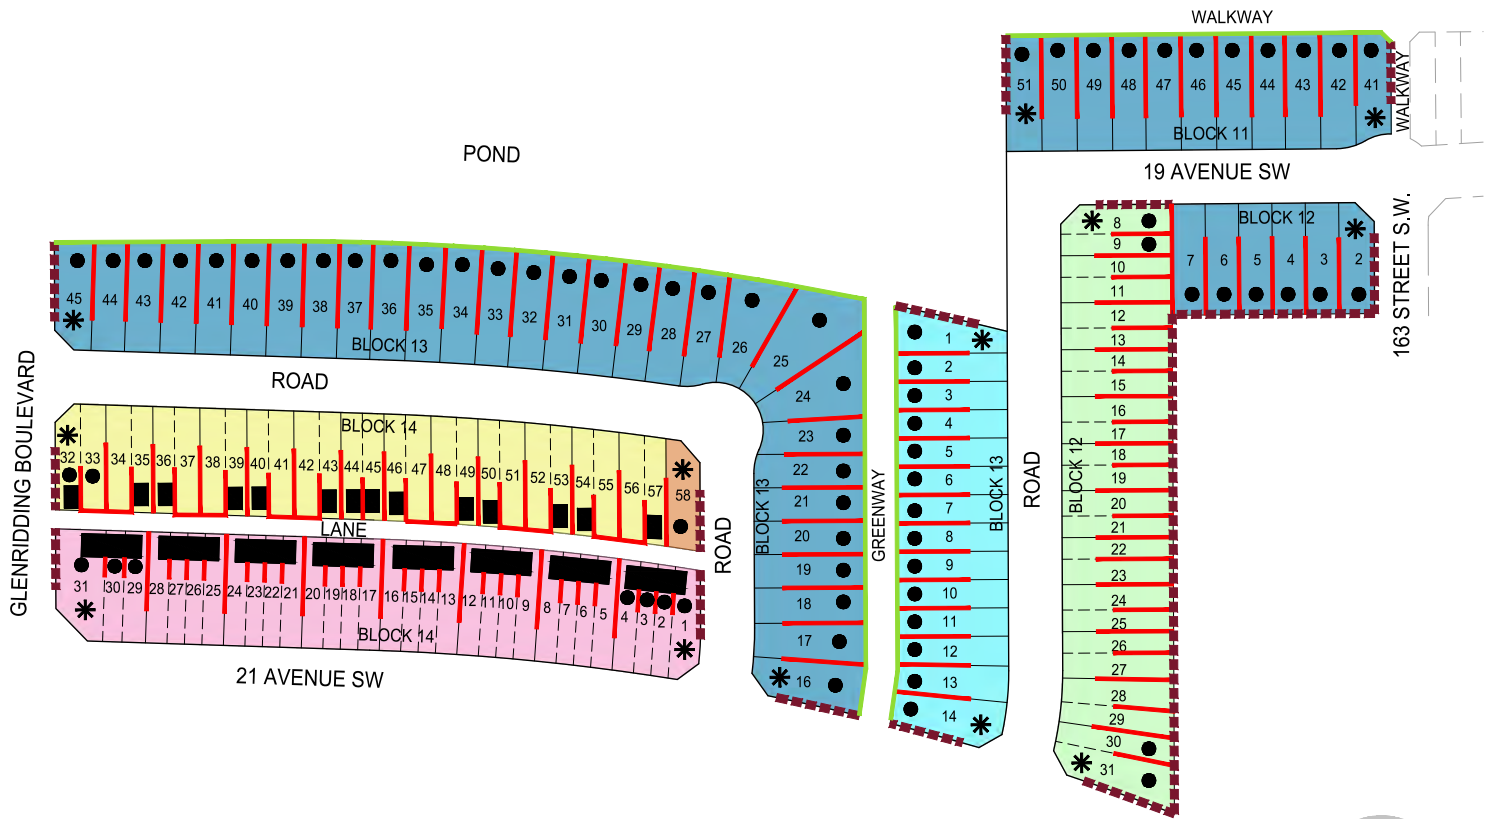 WALKWAY
51 50 49 48 47 46 45 44 43 42 41
WALKWAY
BLOCK 11
POND
19 AVENUE SW
163 STREET S.W.
BLOCK 12
7 6 5 4 3 2
45 44 43 42 41 40 39 38 37 36 35 34 33 32 31 30 29 28 27 26 25
24
23
22
21
20
19
18
17
16
BLOCK 13
BLOCK 13
ROAD
GLENRIDDING BOULEVARD
BLOCK 14
32 33 34 35 36 37 38 39 40 41 42 43 44 45 46 47 48 49 50 51 52 53 54 55 56 57 58
LANE
31 30 29 28 27 26 25 24 23 22 21 20 19 18 17 16 15 14 13 12 11 10 9 8 7 6 5 4 3 2 1
BLOCK 14
21 AVENUE SW
ROAD
GREENWAY
1
2
3
4
5
6
7
8
9
10
11
12
13
14
BLOCK 13
ROAD
BLOCK 12
8
9
10
11
12
13
14
15
16
17
18
19
20
21
22
23
24
25
26
27
28
29
30
31